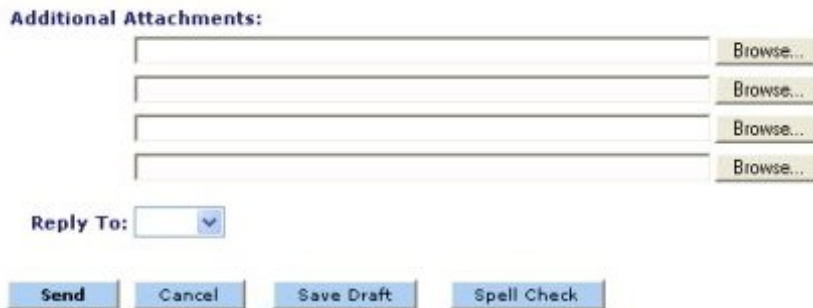 Additional Attachments:
Browse...
Browse...
Browse...
Browse...
Reply To:
Send Cancel Save Draft Spell Check